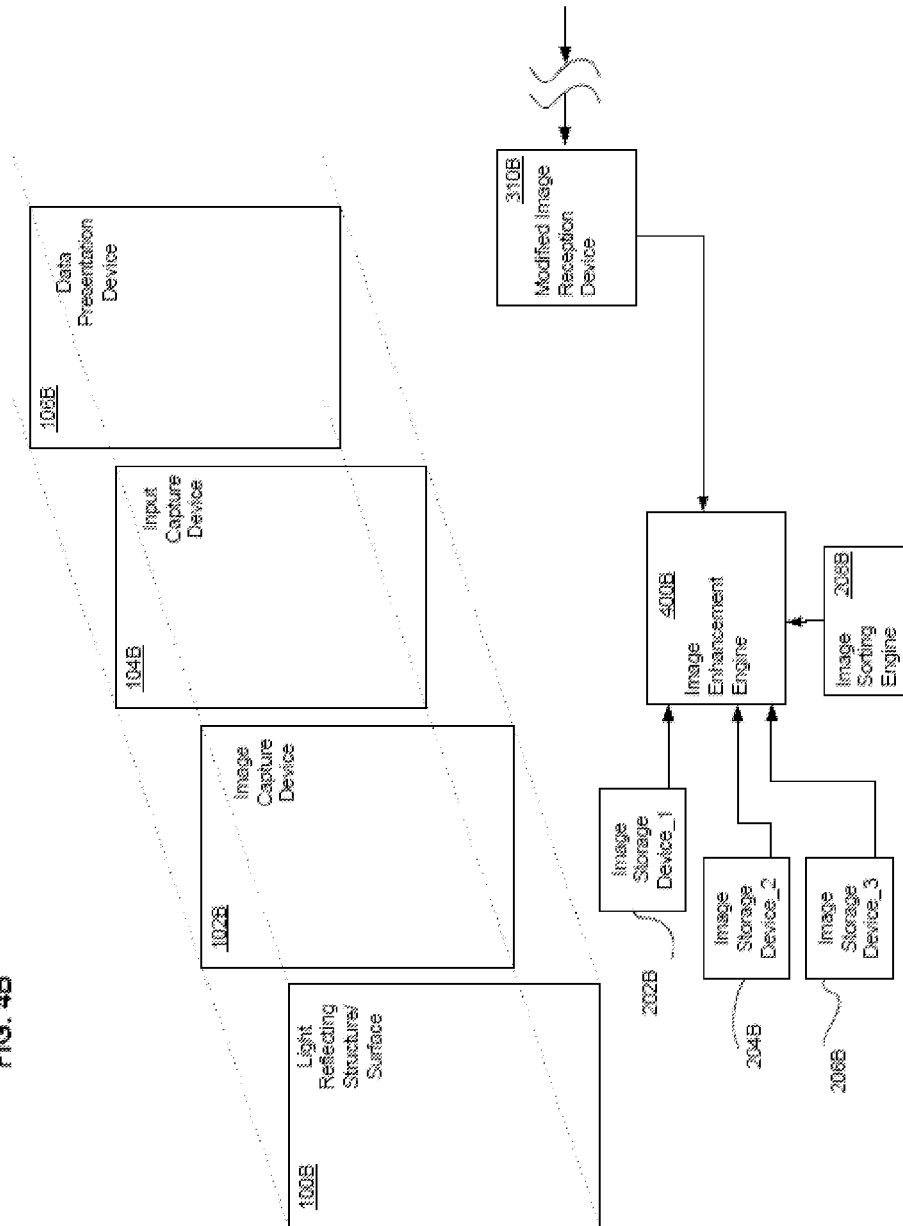 FIG. 4B
100B
Light
Reflecting
Structure/
Surface
102B
Image
Capture
Device
104B
Input
Capture
Device
106B
Data
Presentation
Device
202B
Image
Storage
Device_1
204B
Image
Storage
Device_2
206B
Image
Storage
Device_3
400B
Image
Enhancement
Engine
208B
Image
Sorting
Engine
310B
Modified Image
Reception
Device